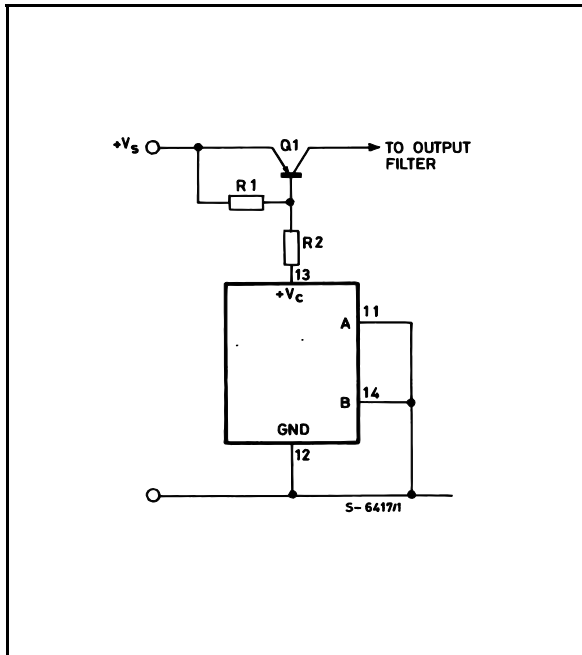 +Vs
Q1
TO OUTPUT
FILTER
R1
R2
13
+Vc
11
A
14
B
GND
12
S-6417/1